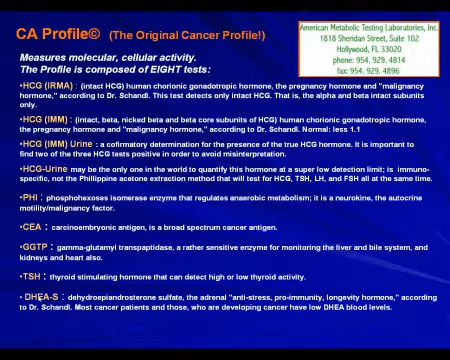 CA Profile© (The Original Cancer Profile!)
American Metabolic Testing Laboratories, Inc.
1818 Sheridan Street, Suite 102
Hollywood, FL 33020
phone: 954. 929. 4814
fax: 954. 929. 4896
Measures molecular, cellular activity.
The Profile is composed of EIGHT tests:
•HCG (IRMA) : (intact HCG) human chorionic gonadotropic hormone, the pregnancy hormone and "malignancy
hormone," according to Dr. Schandl. This test detects only intact HCG. That is, the alpha and beta intact subunits
only.
•HCG (IMM) : (intact, beta, nicked beta and beta core subunits of HCG) human chorionic gonadotropic hormone,
the pregnancy hormone and "malignancy hormone," according to Dr. Schandl. Normal: less 1.1
•HCG (IMM) Urine : a cofirmatory determination for the presence of the true HCG hormone. It is important to
find two of the three HCG tests positive in order to avoid misinterpretation.
•HCG-Urine may be the only one in the world to quantify this hormone at a super low detection limit; is immuno-
specific, not the Phillippine acetone extraction method that will test for HCG, TSH, LH, and FSH all at the same time.
•PHI : phosphohexoses isomerase enzyme that regulates anaerobic metabolism; it is a neurokine, the autocrine
motility/malignancy factor.
•CEA : carcinoembryonic antigen, is a broad spectrum cancer antigen.
•GGTP : gamma-glutamyl transpaptidase, a rather sensitive enzyme for monitoring the liver and bile system, and
kidneys and heart also.
•TSH : thyroid stimulating hormone that can detect high or low thyroid activity.
• DHEA-S : dehydroepiandrosterone sulfate, the adrenal "anti-stress, pro-immunity, longevity hormone," according
to Dr. Schandl. Most cancer patients and those, who are developing cancer have low DHEA blood levels.